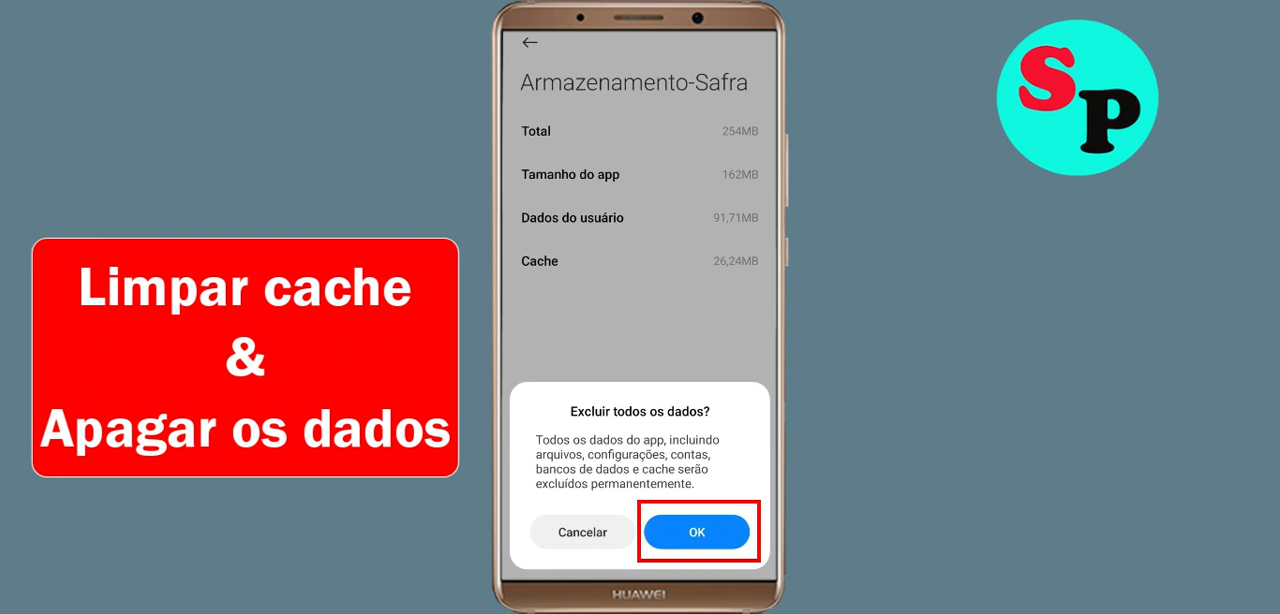 Limpar cache
&
Apagar os dados
Armazenamento-Safra
Total 254MB
Tamanho do app 162MB
Dados do usuário 91,71MB
Cache 26,24MB
Excluir todos os dados?
Todos os dados do app, incluindo
arquivos, configurações, contas,
bancos de dados e cache serão
excluídos permanentemente.
Cancelar OK
HUAWEI
SP